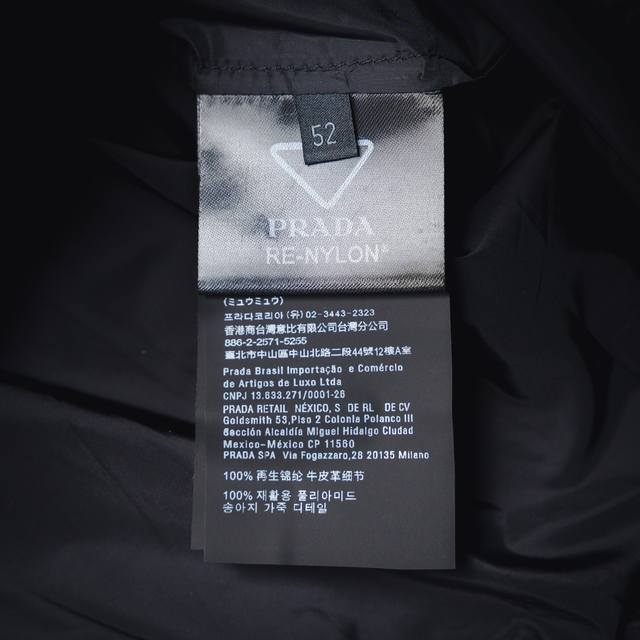 52
PRADA
RE-NYLON®
(ミュウミュウ)
프라다코리아 (유) 02-3443-2323
香港商台灣意比有限公司台灣分公司
886-2-2571-5255
臺北市中山區中山北路二段44號12樓A室
Prada Brasil Importação e Comércio
de Artigos de Luxo Ltda
CNPJ 13.833.271/0001-26
PRADA RETAIL MÉXICO, S DE RL DE CV
Goldsmith 53,Piso 2 Colonia Polanco III
Sección Alcaldía Miguel Hidalgo Ciudad
Mexico-México CP 11560
PRADA SPA Via Fogazzaro,28 20135 Milano
100% 再生锦纶 牛皮革细节
100% 재활용 폴리아미드
송아지 가죽 디테일